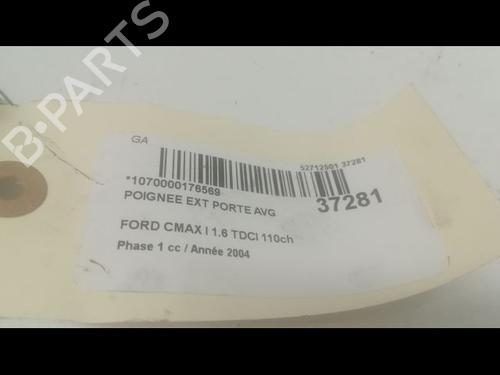 B-PARTS
GA
52712501 37281
*1070000176569
POIGNEE EXT PORTE AVG
37281
FORD CMAX I 1.6 TDCI 110ch
Phase 1 cc / Année 2004